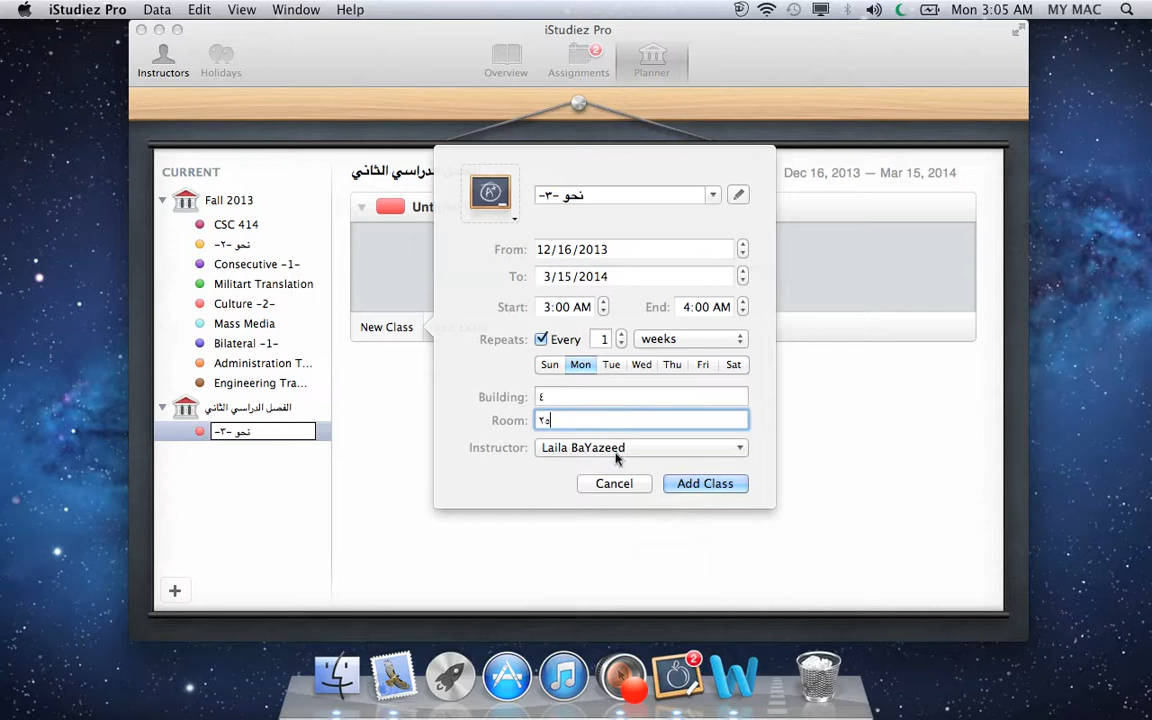 iStudiez Pro Data Edit View Window Help Mon 3:05 AM MY MAC
iStudiez Pro
Instructors Holidays Overview Assignments 2 Planner
CURRENT
Fall 2013
CSC 414
نحو -٢-
Consecutive -1-
Militart Translation
Culture -2-
Mass Media
Bilateral -1-
Administration T...
Engineering Tra...
الفصل الدراسي الثاني
نحو -٣-
Dec 16, 2013 — Mar 15, 2014
New Class
نحو -٣-
From: 12/16/2013
To: 3/15/2014
Start: 3:00 AM End: 4:00 AM
Repeats: Every 1 weeks
Sun Mon Tue Wed Thu Fri Sat
Building: ٤
Room: ٢٥
Instructor: Laila BaYazeed
Cancel Add Class
2